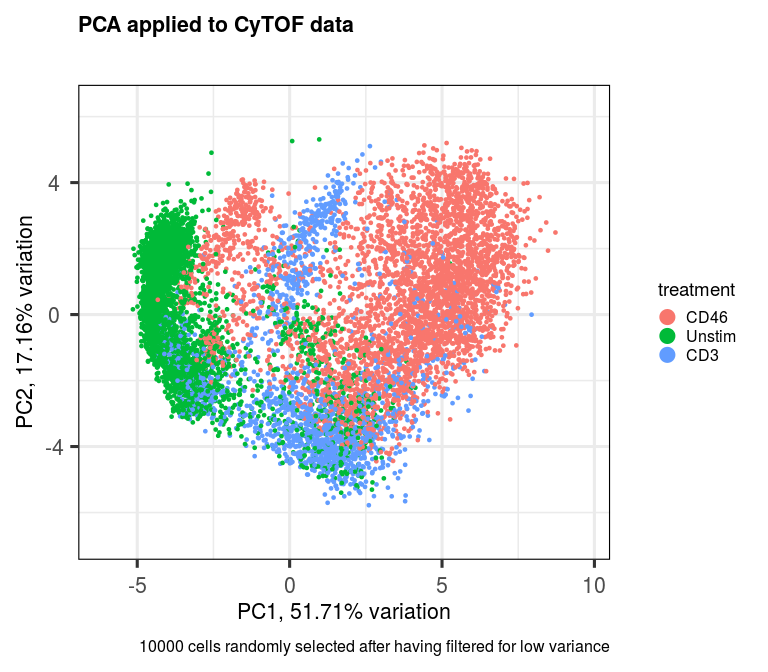 PCA applied to CyTOF data
PC2, 17.16% variation
4
0
-4
-5
0
5
10
PC1, 51.71% variation
treatment
CD46
Unstim
CD3
10000 cells randomly selected after having filtered for low variance